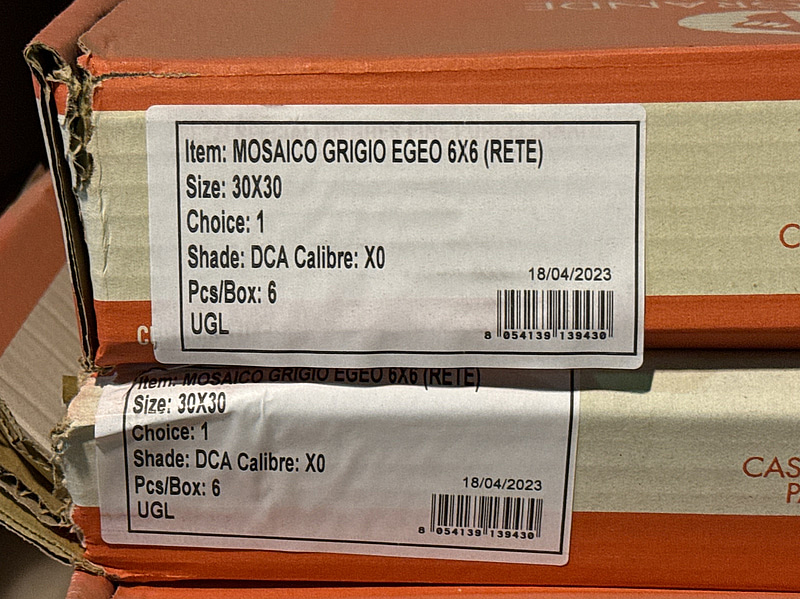 GRANDE
Item: MOSAICO GRIGIO EGEO 6X6 (RETE)
Size: 30X30
Choice: 1
Shade: DCA Calibre: X0
Pcs/Box: 6
UGL
18/04/2023
8 054139 139430
Item: MOSAICO GRIGIO EGEO 6X6 (RETE)
Size: 30X30
Choice: 1
Shade: DCA Calibre: X0
Pcs/Box: 6
UGL
18/04/2023
8 054139 139430
CAS